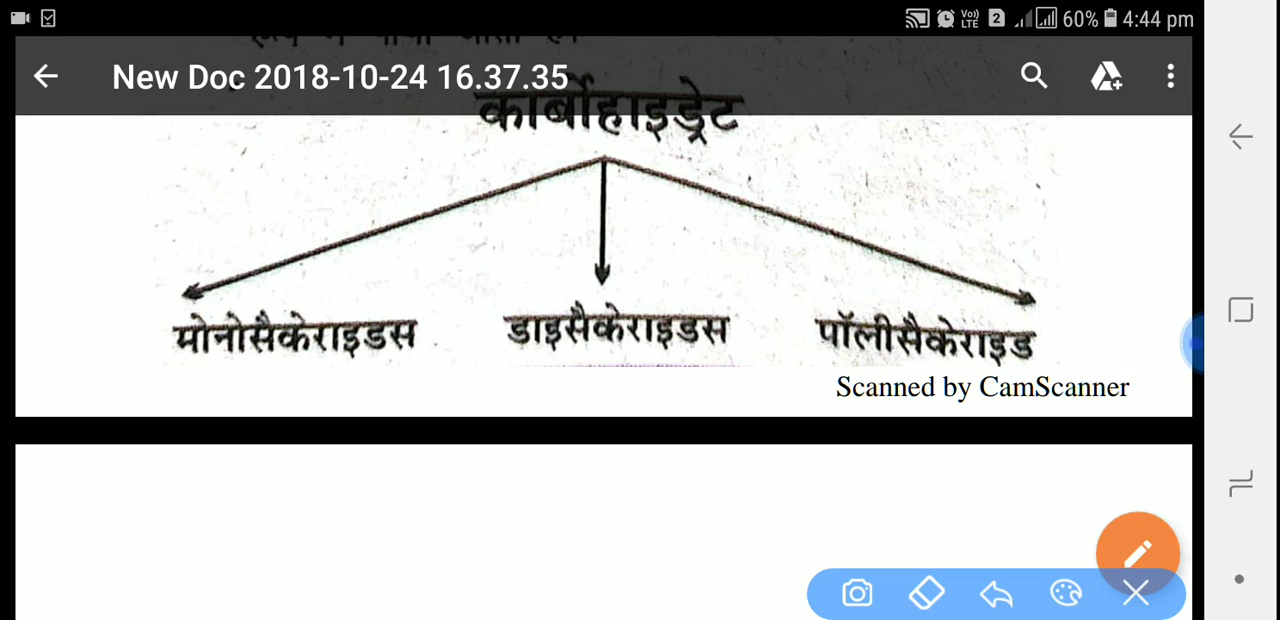 60% 4:44 pm
New Doc 2018-10-24 16.37.35
कार्बोहाइड्रेट
मोनोसैकेराइडस डाइसैकेराइडस पॉलीसैकेराइड
Scanned by CamScanner